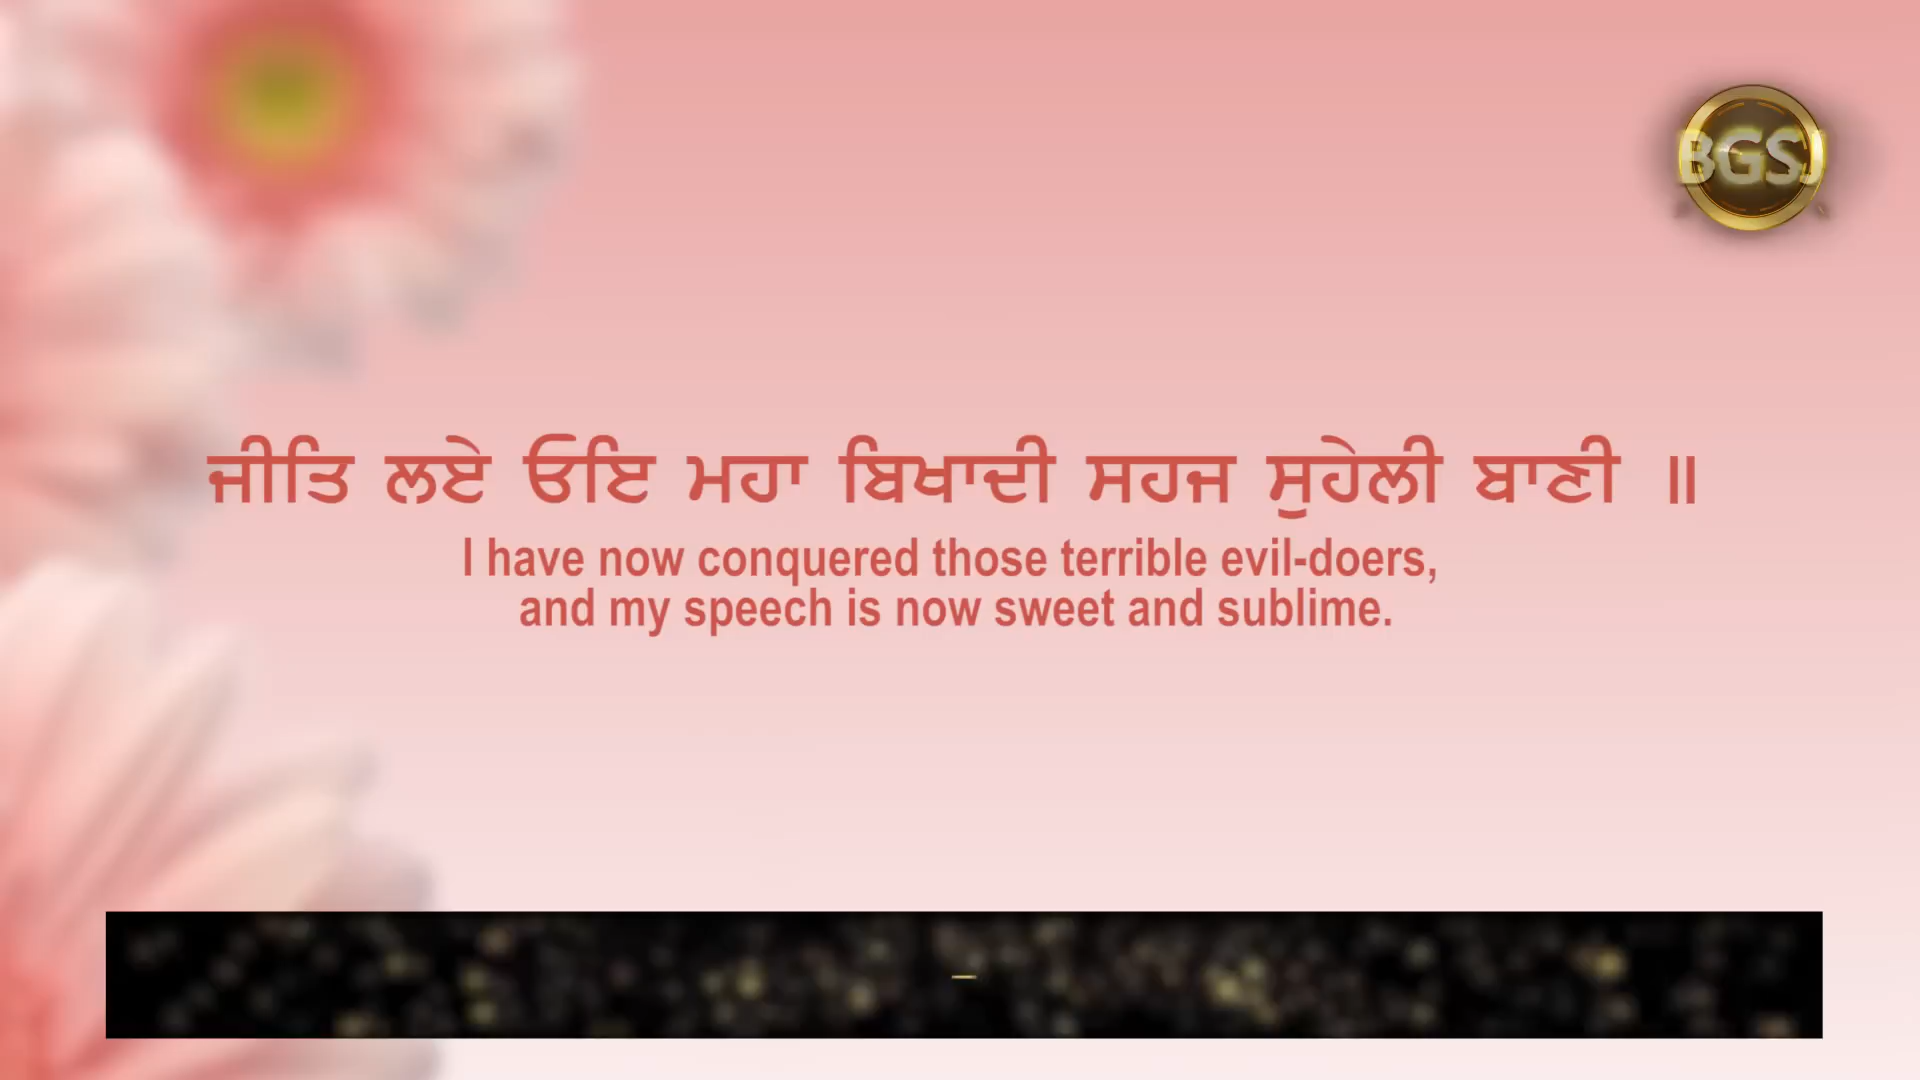 BGSJ
ਜੀਤਿ ਲਏ ਓਇ ਮਹਾ ਬਿਖਾਦੀ ਸਹਜ ਸੁਹੇਲੀ ਬਾਣੀ ॥
I have now conquered those terrible evil-doers,
and my speech is now sweet and sublime.